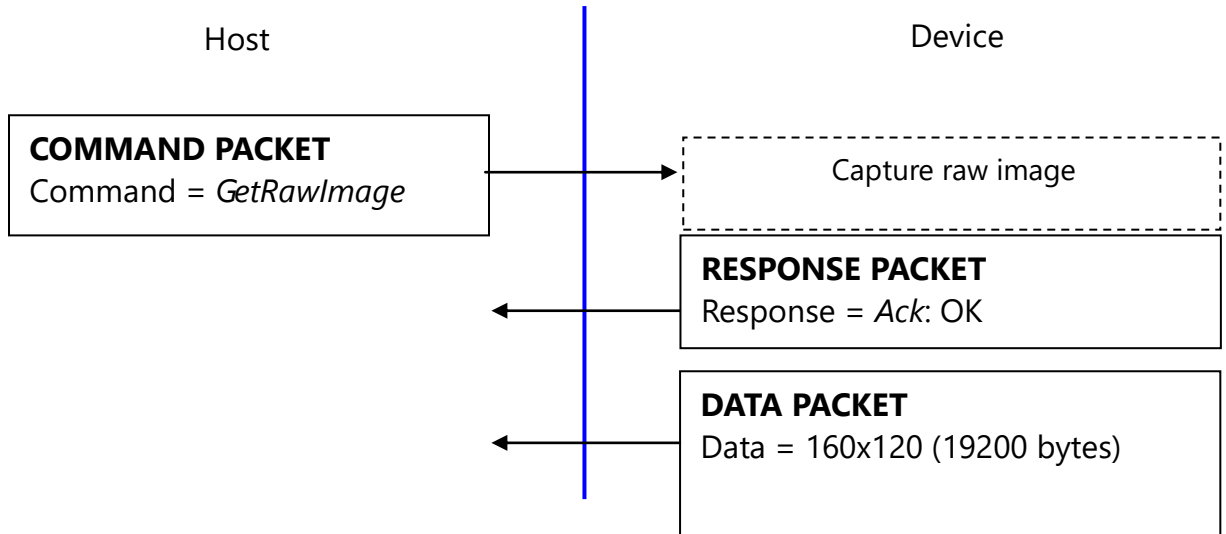 Host
Device
COMMAND PACKET
Command = GetRawImage
Capture raw image
RESPONSE PACKET
Response = Ack: OK
DATA PACKET
Data = 160x120 (19200 bytes)